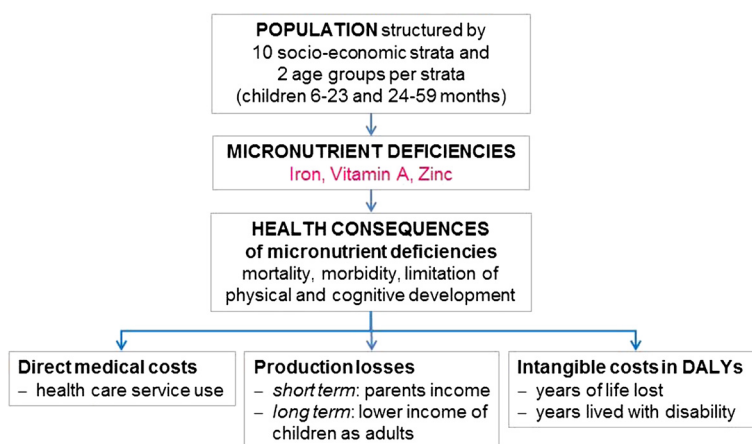 POPULATION structured by
10 socio-economic strata and
2 age groups per strata
(children 6-23 and 24-59 months)
MICRONUTRIENT DEFICIENCIES
Iron, Vitamin A, Zinc
HEALTH CONSEQUENCES
of micronutrient deficiencies
mortality, morbidity, limitation of
physical and cognitive development
Direct medical costs
– health care service use
Production losses
– short term: parents income
– long term: lower income of
children as adults
Intangible costs in DALYs
– years of life lost
– years lived with disability